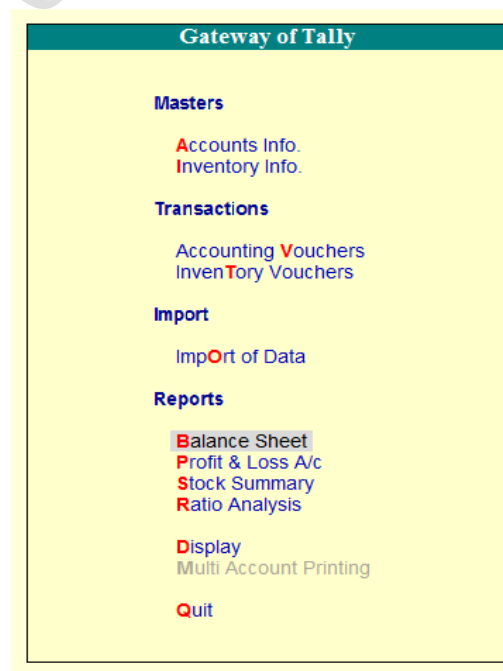 Gateway of Tally
Masters
Accounts Info.
Inventory Info.
Transactions
Accounting Vouchers
InvenTory Vouchers
Import
ImpOrt of Data
Reports
Balance Sheet
Profit & Loss A/c
Stock Summary
Ratio Analysis
Display
Multi Account Printing
Quit